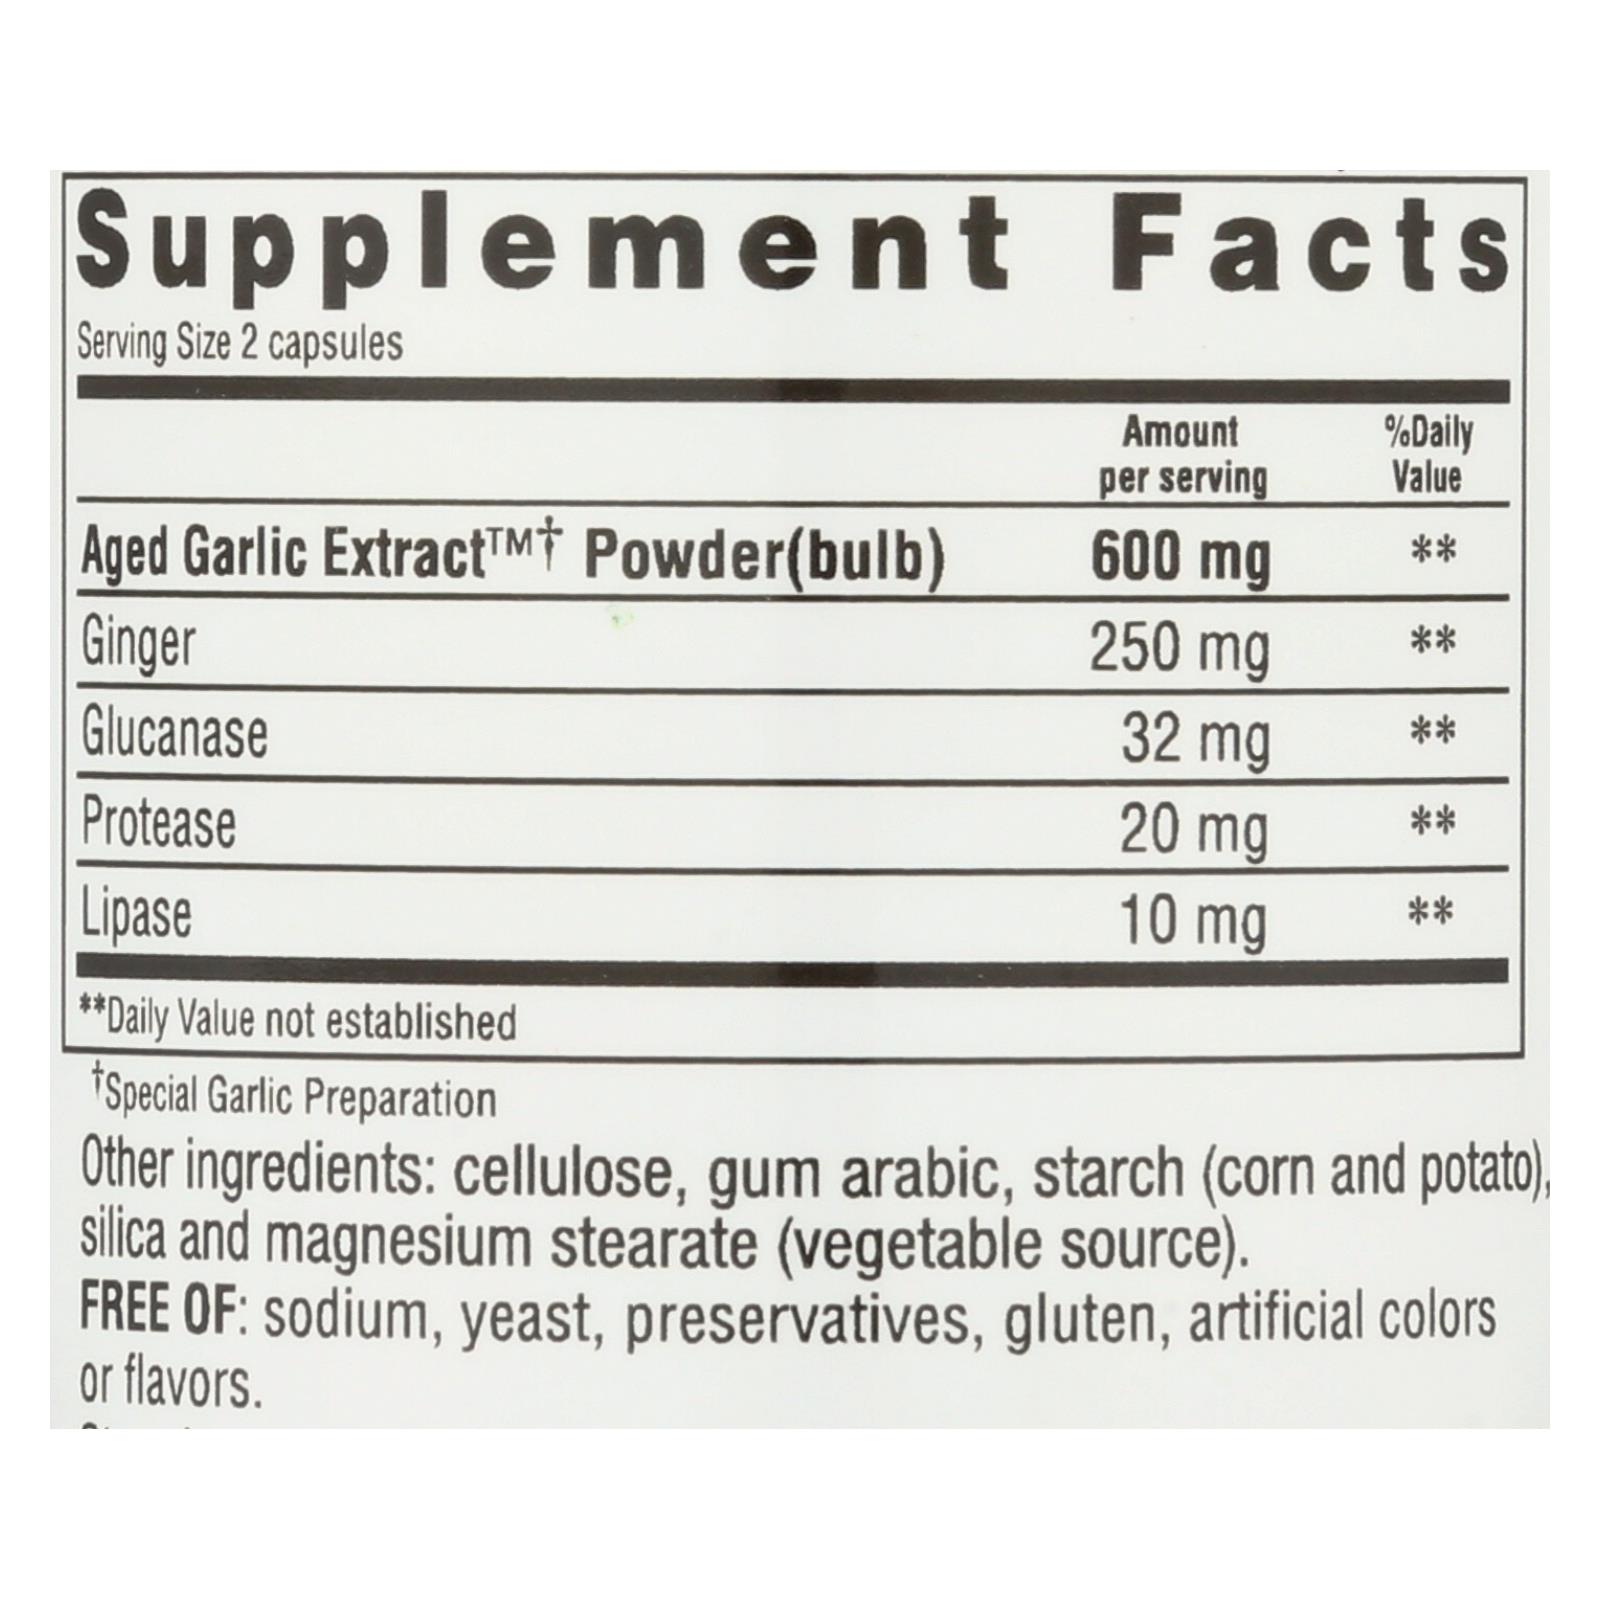 Supplement Facts
Serving Size 2 capsules
Amount per serving %Daily Value
Aged Garlic Extract™† Powder(bulb) 600 mg **
Ginger 250 mg **
Glucanase 32 mg **
Protease 20 mg **
Lipase 10 mg **
**Daily Value not established
†Special Garlic Preparation
Other ingredients: cellulose, gum arabic, starch (corn and potato),
silica and magnesium stearate (vegetable source).
FREE OF: sodium, yeast, preservatives, gluten, artificial colors
or flavors.